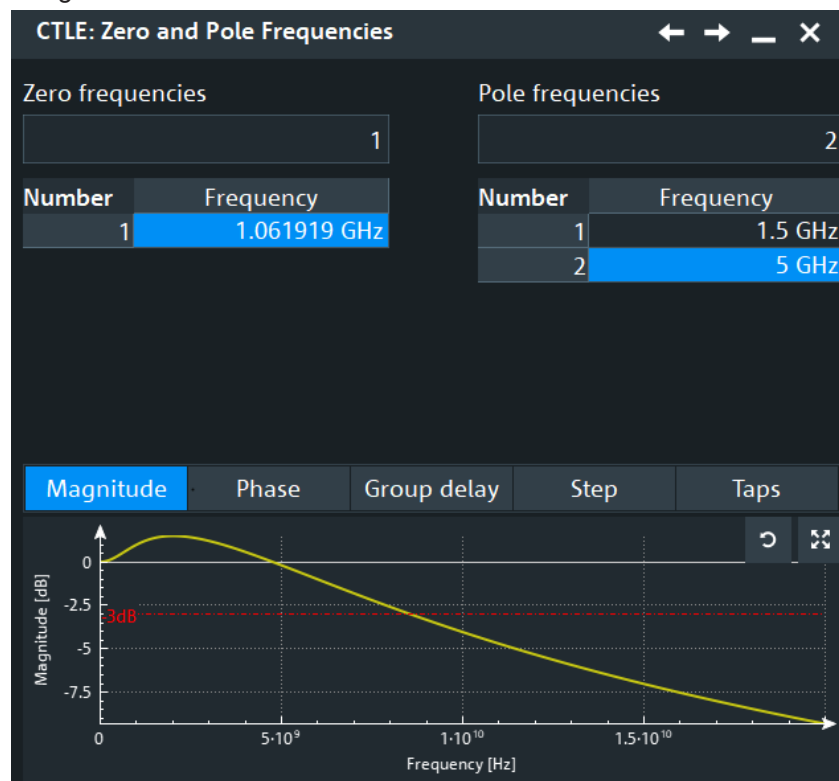 CTLE: Zero and Pole Frequencies
Zero frequencies Pole frequencies
1 2
Number Frequency Number Frequency
1 1.061919 GHz 1 1.5 GHz
2 5 GHz
Magnitude Phase Group delay Step Taps
0
-2.5
-3dB
-5
-7.5
Magnitude [dB]
0 5·10⁹ 1·10¹⁰ 1.5·10¹⁰
Frequency [Hz]